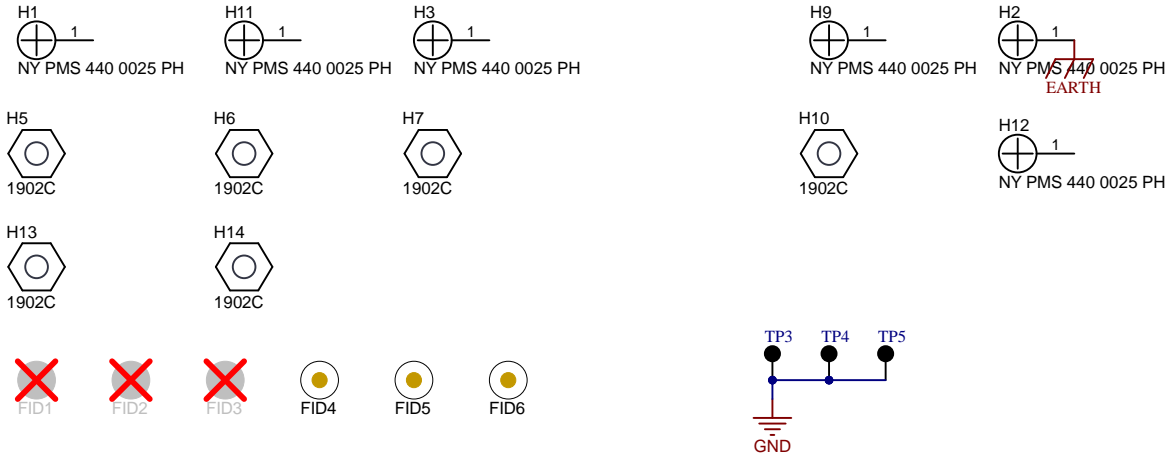 H1 H11 H3 H9 H2
1 1 1 1 1
NY PMS 440 0025 PH NY PMS 440 0025 PH NY PMS 440 0025 PH NY PMS 440 0025 PH NY PMS 440 0025 PH
EARTH
H5 H6 H7 H10 H12
1
1902C 1902C 1902C 1902C NY PMS 440 0025 PH
H13 H14
1902C 1902C
TP3 TP4 TP5
FID1 FID2 FID3 FID4 FID5 FID6
GND